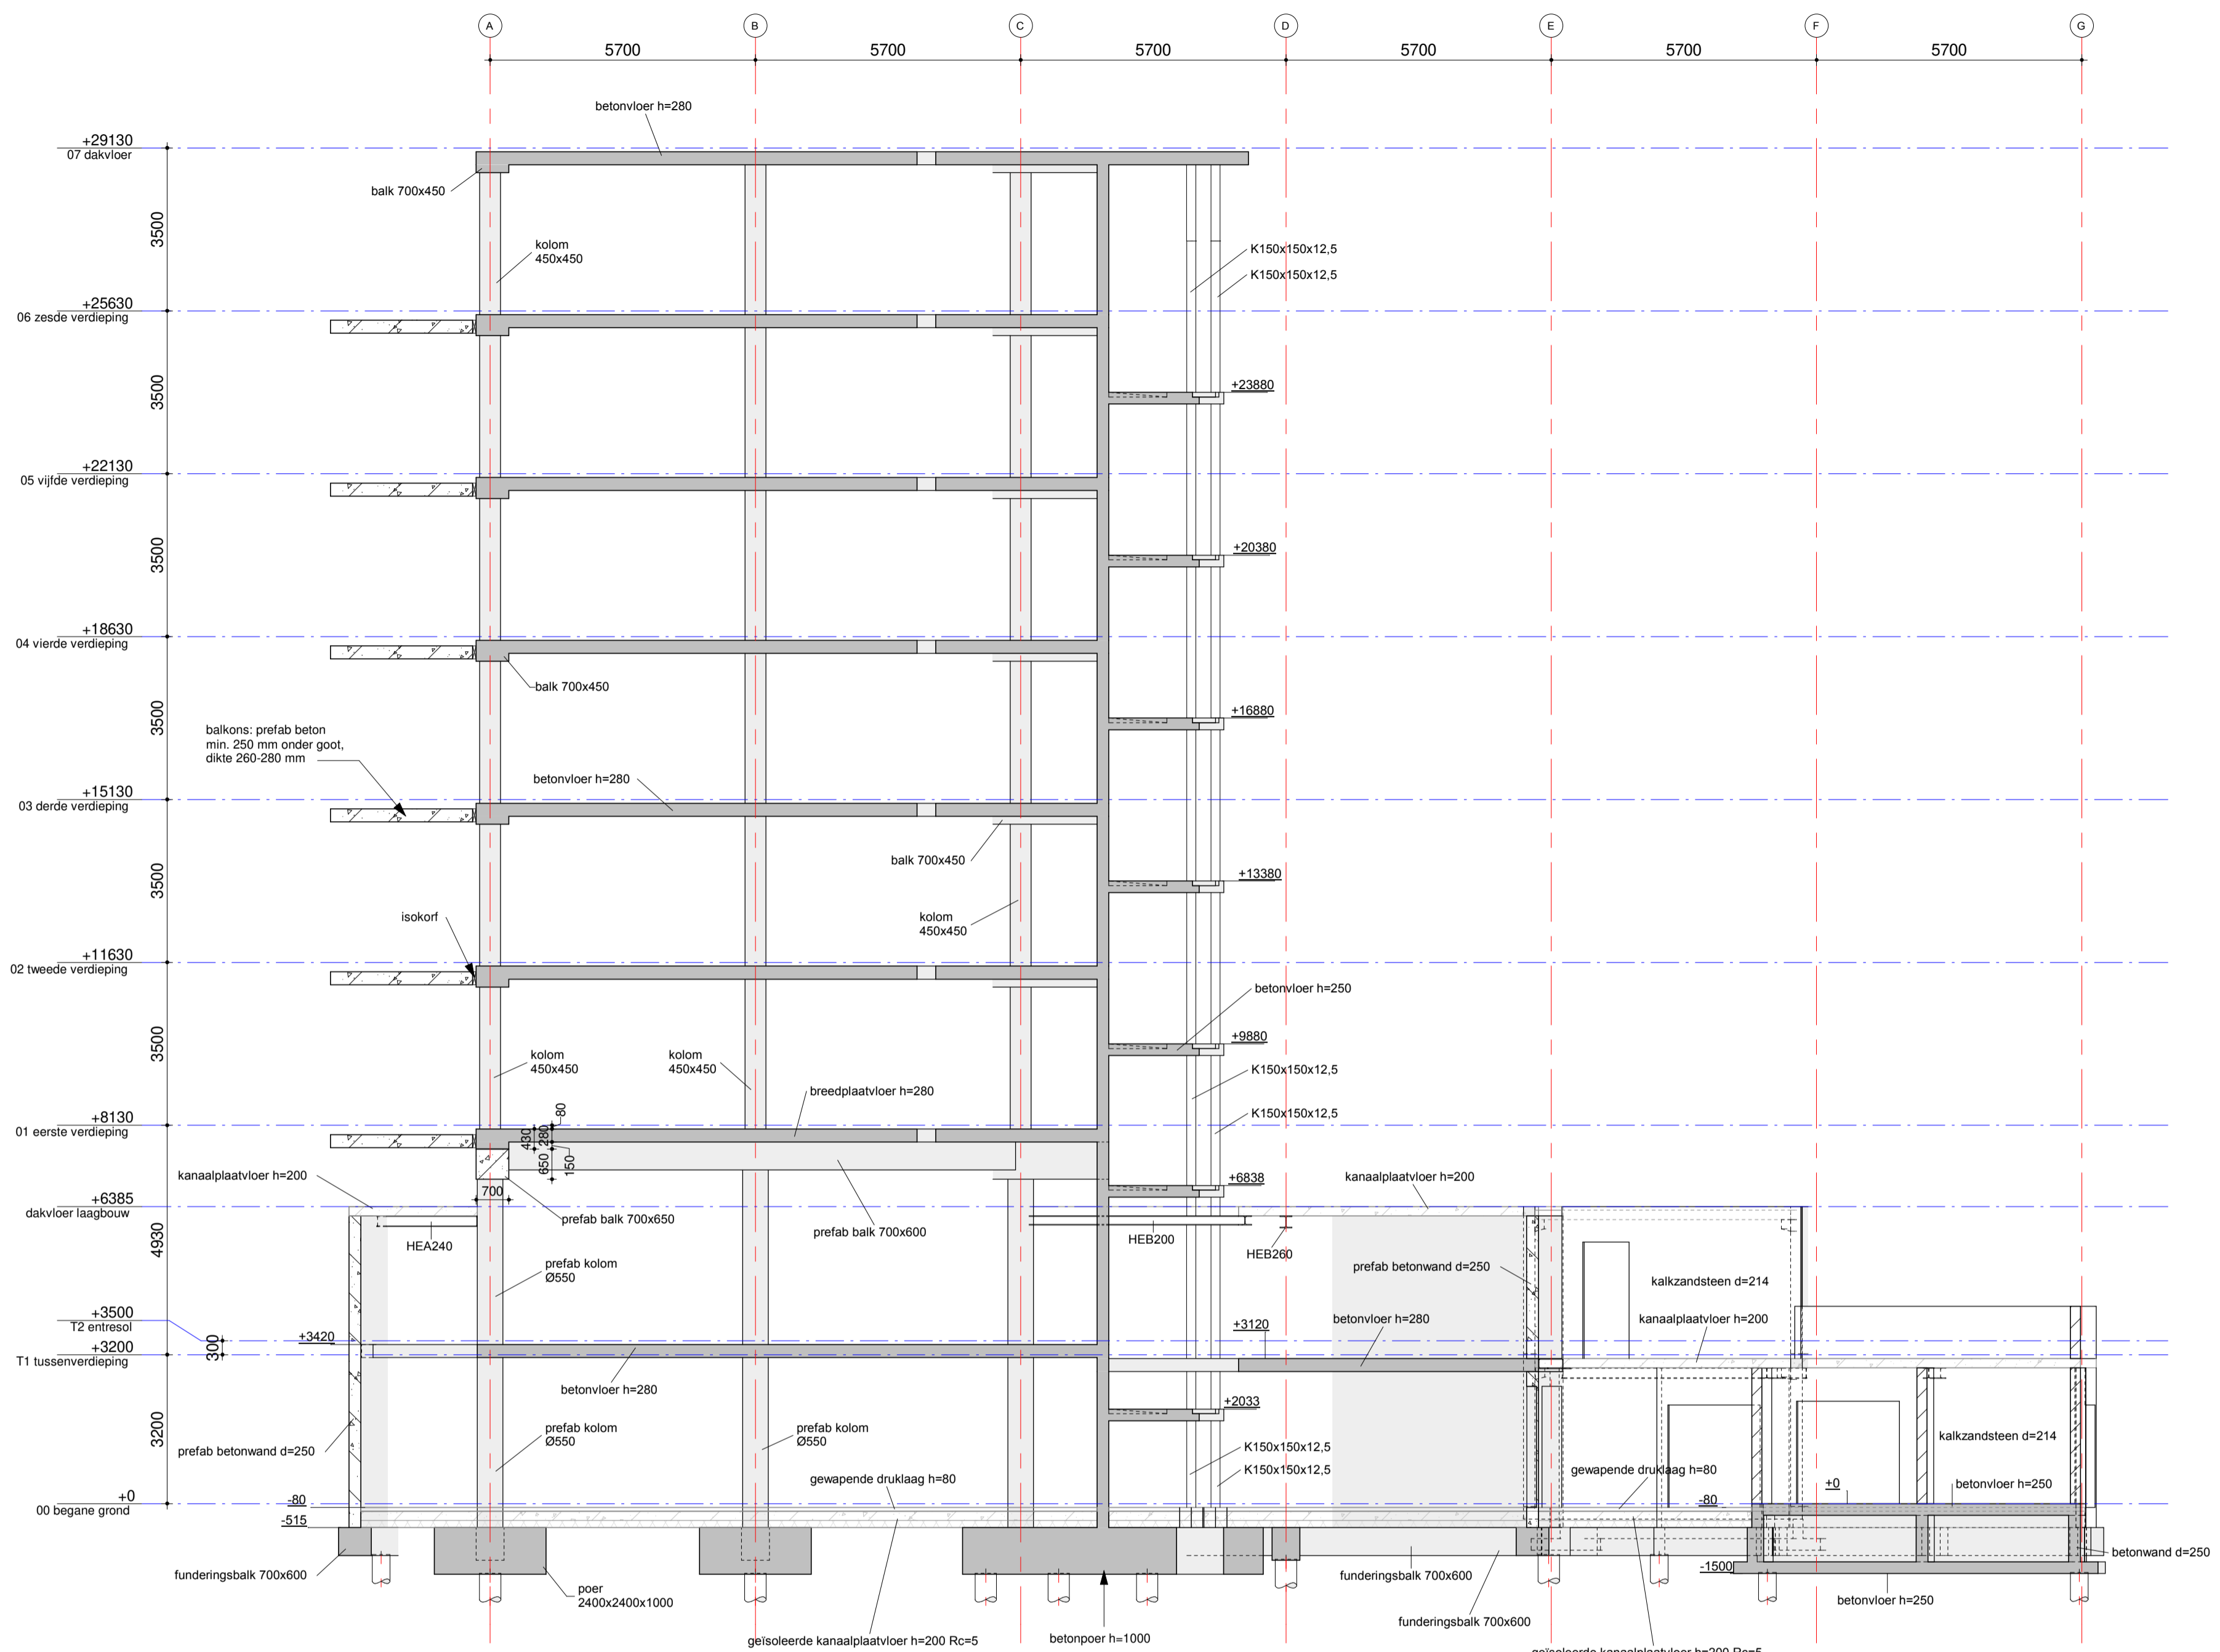 A
B
C
D
E
F
G
5700
5700
5700
5700
5700
5700
betonvloer h=280
+29130
07 dakvloer
balk 700x450
3500
kolom
450x450
K150x150x12,5
K150x150x12,5
+25630
06 zesde verdieping
+23880
3500
+22130
05 vijfde verdieping
+20380
3500
+18630
04 vierde verdieping
balk 700x450
+16880
3500
balkons: prefab beton
min. 250 mm onder goot,
dikte 260-280 mm
betonvloer h=280
+15130
03 derde verdieping
balk 700x450
+13380
3500
isokorf
kolom
450x450
+11630
02 tweede verdieping
betonvloer h=250
+9880
3500
kolom
450x450
kolom
450x450
K150x150x12,5
breedplaatvloer h=280
80
K150x150x12,5
+8130
01 eerste verdieping
430
280
650
150
kanaalplaatvloer h=200
700
+6838
kanaalplaatvloer h=200
+6385
dakvloer laagbouw
prefab balk 700x650
prefab balk 700x600
4930
HEA240
HEB200
HEB260
prefab kolom
Ø550
prefab betonwand d=250
kalkzandsteen d=214
+3500
T2 entresol
+3420
300
+3120
betonvloer h=280
kanaalplaatvloer h=200
+3200
T1 tussenverdieping
betonvloer h=280
+2033
3200
prefab kolom
Ø550
prefab kolom
Ø550
kalkzandsteen d=214
prefab betonwand d=250
K150x150x12,5
K150x150x12,5
gewapende druklaag h=80
gewapende druklaag h=80
+0
betonvloer h=250
+0
00 begane grond
-80
-80
-515
betonwand d=250
-1500
funderingsbalk 700x600
poer
2400x2400x1000
funderingsbalk 700x600
betonvloer h=250
funderingsbalk 700x600
geïsoleerde kanaalplaatvloer h=200 Rc=5
betonpoer h=1000
geïsoleerde kanaalplaatvloer h=200 Rc=5